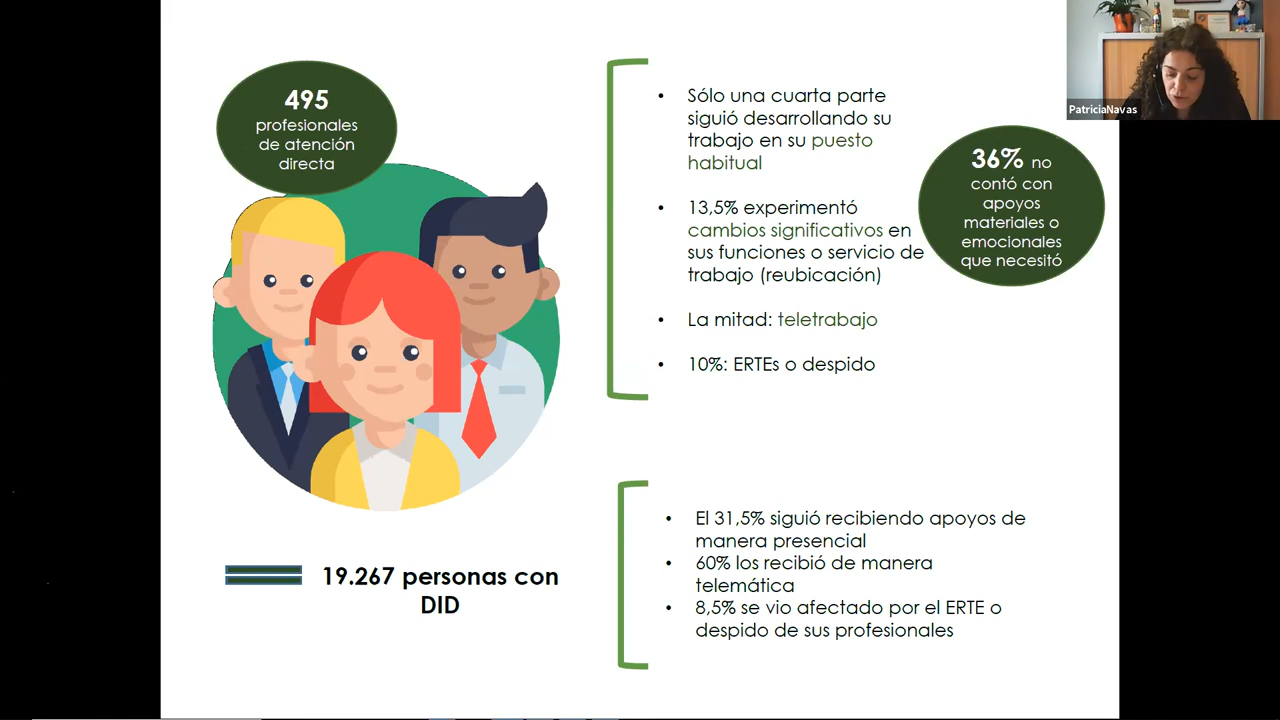 495
profesionales
de atención
directa
• Sólo una cuarta parte
siguió desarrollando su
trabajo en su puesto
habitual
• 13,5% experimentó
cambios significativos en
sus funciones o servicio de
trabajo (reubicación)
• La mitad: teletrabajo
• 10%: ERTEs o despido
PatriciaNavas
36% no
contó con
apoyos
materiales o
emocionales
que necesitó
19.267 personas con
DID
• El 31,5% siguió recibiendo apoyos de
manera presencial
• 60% los recibió de manera
telemática
• 8,5% se vio afectado por el ERTE o
despido de sus profesionales